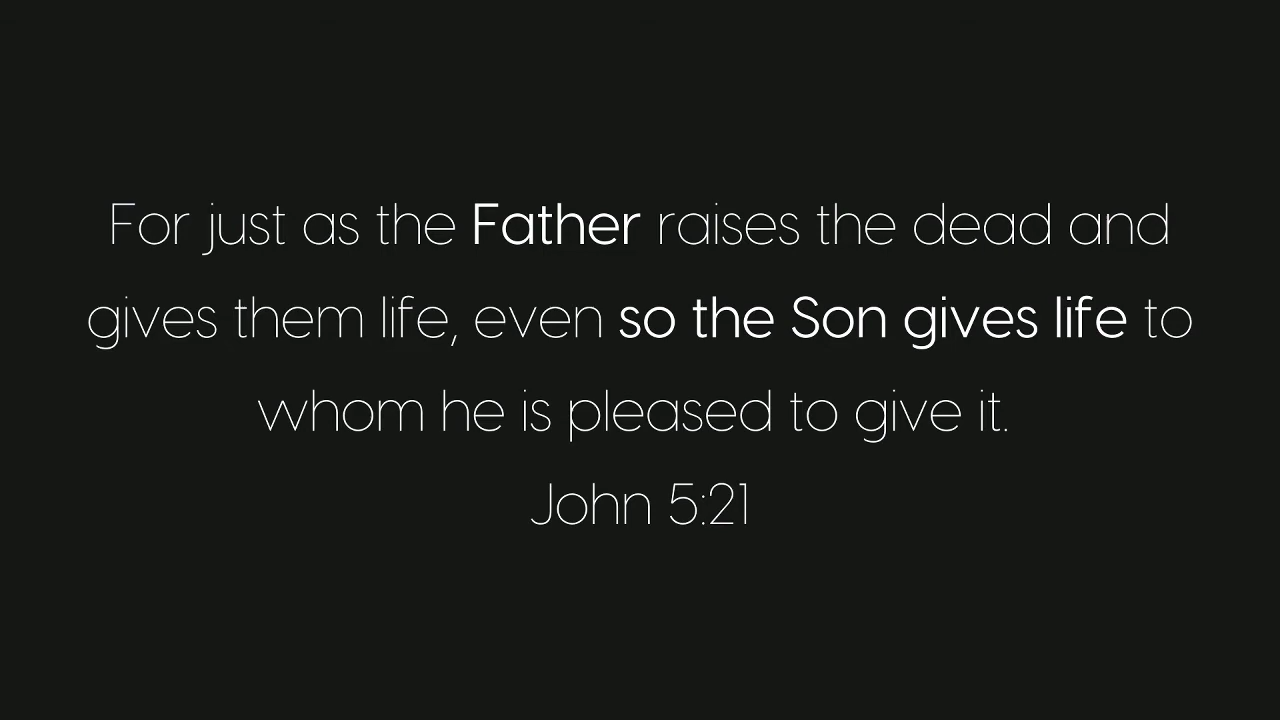 For just as the Father raises the dead and
gives them life, even so the Son gives life to
whom he is pleased to give it.
John 5:21